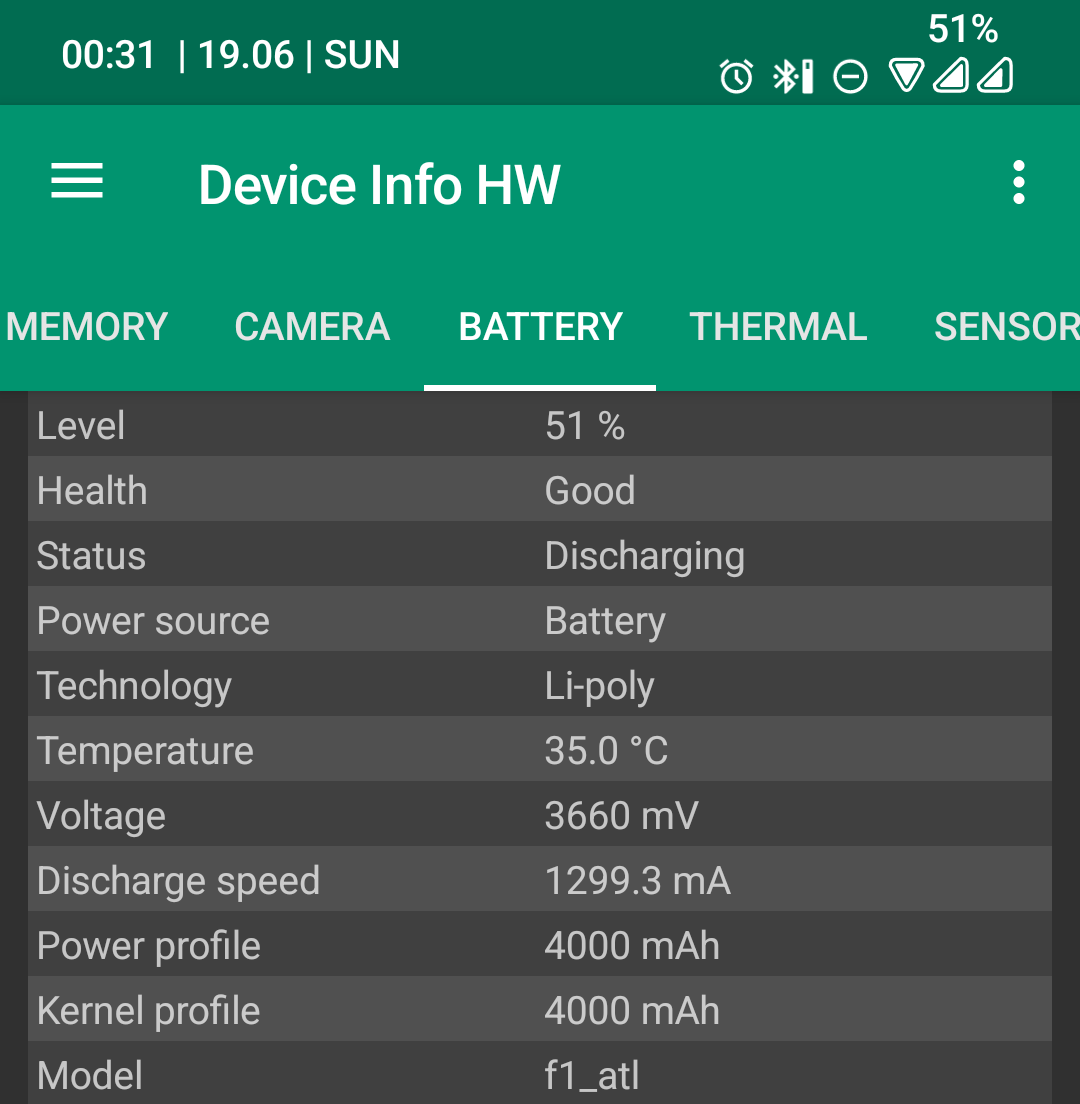 51%
00:31 | 19.06 | SUN
Device Info HW
MEMORY CAMERA BATTERY THERMAL SENSOR
Level 51 %
Health Good
Status Discharging
Power source Battery
Technology Li-poly
Temperature 35.0 °C
Voltage 3660 mV
Discharge speed 1299.3 mA
Power profile 4000 mAh
Kernel profile 4000 mAh
Model f1_atl